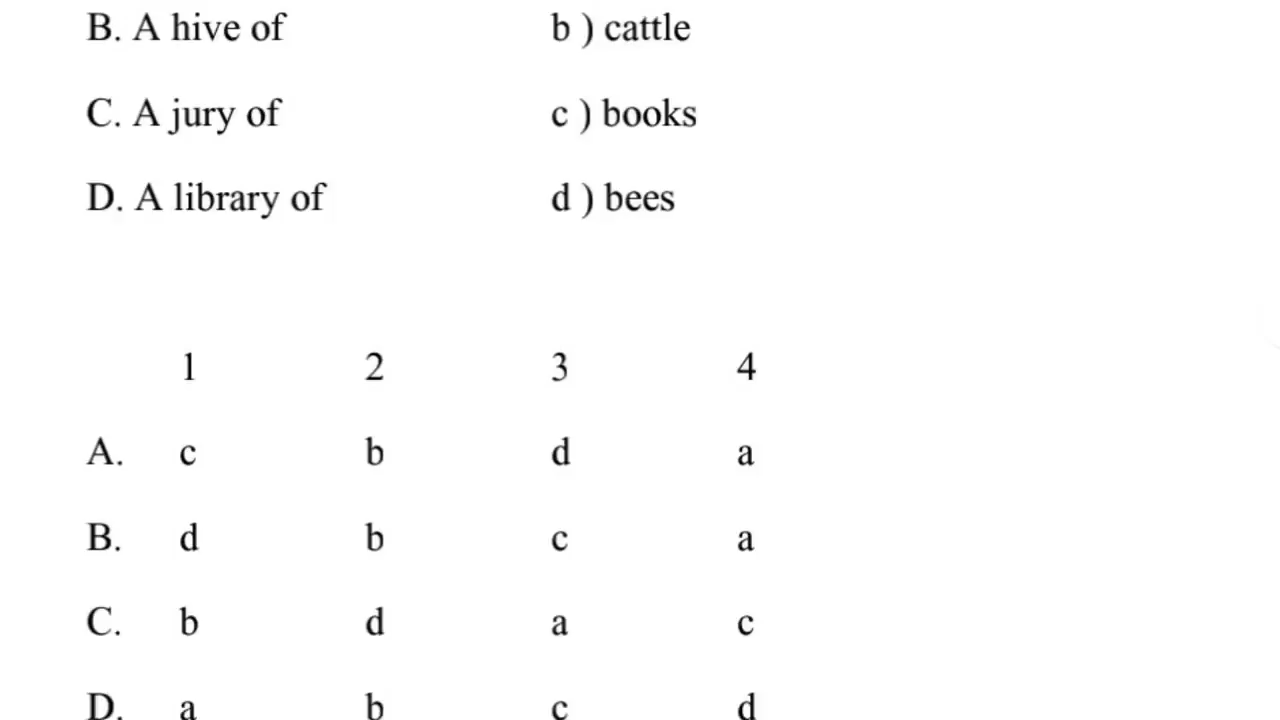 B. A hive of b ) cattle
C. A jury of c ) books
D. A library of d ) bees
1 2 3 4
A. c b d a
B. d b c a
C. b d a c
D. a b c d